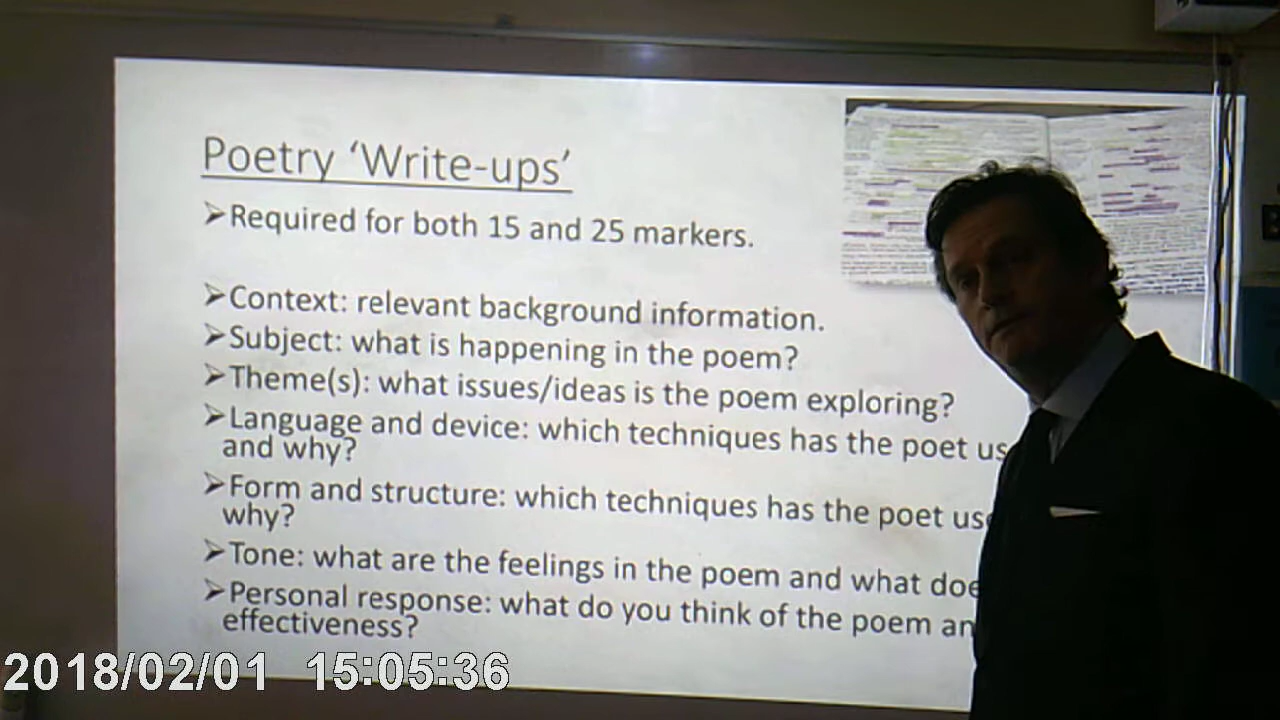 Poetry ‘Write-ups’
➤Required for both 15 and 25 markers.
➤Context: relevant background information.
➤Subject: what is happening in the poem?
➤Theme(s): what issues/ideas is the poem exploring?
➤Language and device: which techniques has the poet us
and why?
➤Form and structure: which techniques has the poet us
why?
➤Tone: what are the feelings in the poem and what doe
➤Personal response: what do you think of the poem an
effectiveness?
2018/02/01 15:05:36